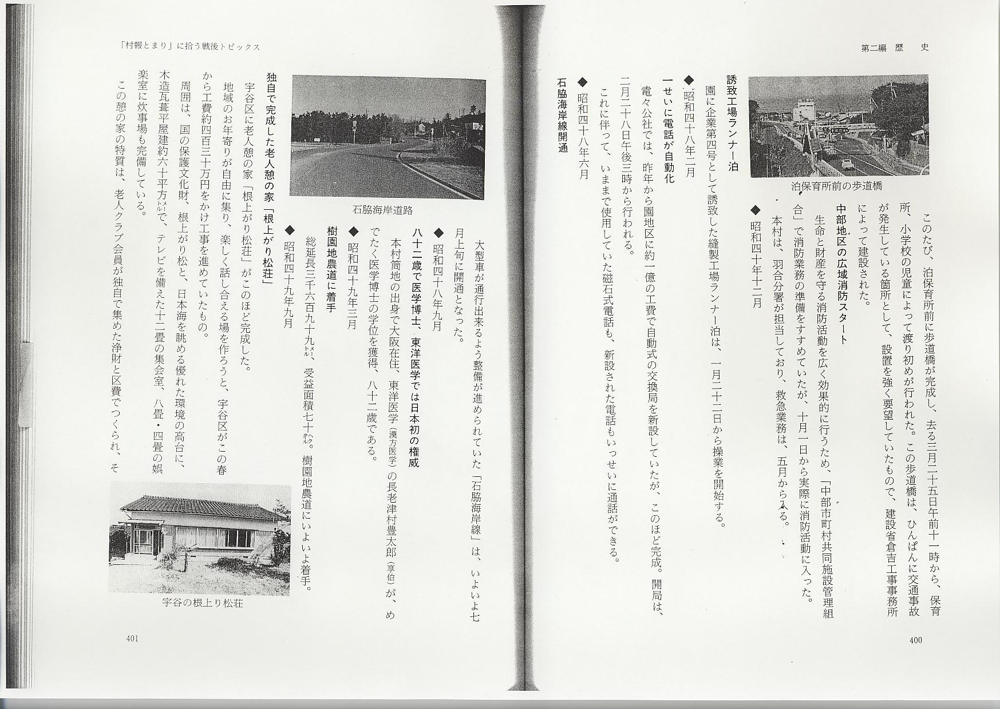 第二編　歴　史
泊保育所前の歩道橋
このたび、泊保育所前に歩道橋が完成し、去る三月二十五日午前十一時から、保育
所、小学校の児童によって渡り初めが行われた。この歩道橋は、ひんぱんに交通事故
が発生している箇所として、設置を強く要望していたもので、建設省倉吉工事事務所
によって建設された。
中部地区の広域消防スタート
生命と財産を守る消防活動を広く効果的に行うため、「中部市町村共同施設管理組
合」で消防業務の準備をすすめていたが、十月一日から実際に消防活動に入った。
本村は、羽合分署が担当しており、救急業務は、五月から入る。
◆　昭和四十年十二月
誘致工場ランナー泊
園に企業第四号として誘致した縫製工場ランナー泊は、一月二十二日から操業を開始する。
◆　昭和四十八年二月
一せいに電話が自動化
電々公社では、昨年から園地区に約一億の工費で自動式の交換局を新設していたが、このほど完成。開局は、
二月二十八日午後三時から行われる。
これに伴って、いままで使用していた磁石式電話も、新設された電話もいっせいに通話ができる。
◆　昭和四十八年六月
石脇海岸線開通
400
「村報とまり」に拾う戦後トピックス
石脇海岸道路
大型車が通行出来るよう整備が進められていた「石脇海岸線」は、いよいよ七
月上旬に開通となった。
◆　昭和四十八年九月
八十二歳で医学博士、東洋医学では日本初の権威
本村筒地の出身で大阪在住、東洋医学（漢方医学）の長老津村豊太郎（享伯）が、め
でたく医学博士の学位を獲得、八十二歳である。
◆　昭和四十九年三月
樹園地農道に着手
総延長三千六百九十九メートル、受益面積七十ヘクタル。樹園地農道にいよいよ着手。
◆　昭和四十九年九月
独自で完成した老人憩の家「根上がり松荘」
宇谷区に老人憩の家「根上がり松荘」がこのほど完成した。
地域のお年寄りが自由に集り、楽しく話し合える場を作ろうと、宇谷区がこの春
から工費約四百三十万円をかけ工事を進めていたもの。
周囲は、国の保護文化財、根上がり松と、日本海を眺める優れた環境の高台に、
木造瓦葺平屋建約六十平方メートルで、テレビを備えた十二畳の集会室、八畳・四畳の娯
楽室に炊事場も完備している。
この憩の家の特質は、老人クラブ会員が独自で集めた浄財と区費でつくられ、そ
宇谷の根上り松荘
401